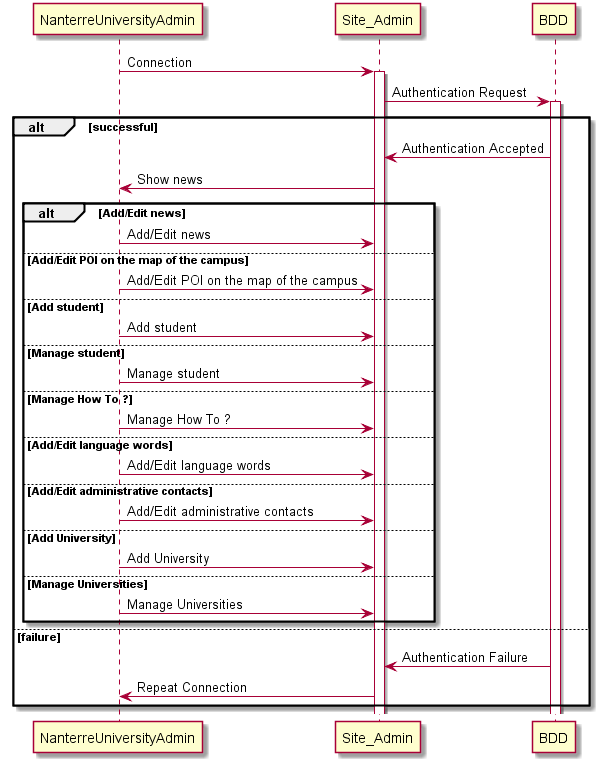 NanterreUniversityAdmin
Site_Admin
BDD
Connection
Authentication Request
alt
[successful]
Authentication Accepted
Show news
alt
[Add/Edit news]
Add/Edit news
[Add/Edit POI on the map of the campus]
Add/Edit POI on the map of the campus
[Add student]
Add student
[Manage student]
Manage student
[Manage How To ?]
Manage How To ?
[Add/Edit language words]
Add/Edit language words
[Add/Edit administrative contacts]
Add/Edit administrative contacts
[Add University]
Add University
[Manage Universities]
Manage Universities
[failure]
Authentication Failure
Repeat Connection
NanterreUniversityAdmin
Site_Admin
BDD